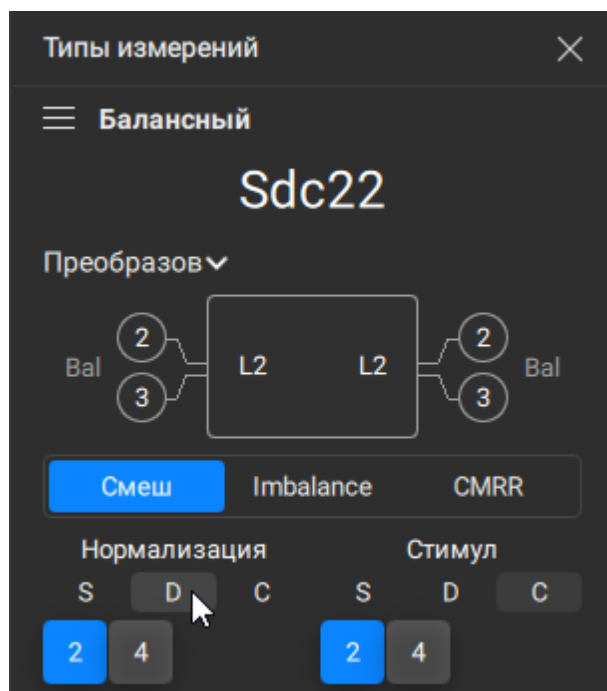 Типы измерений
Балансный
Sdc22
Преобразов
2 2
Bal L2 L2 Bal
3 3
Смеш Imbalance CMRR
Нормализация Стимул
S D C S D C
2 4 2 4